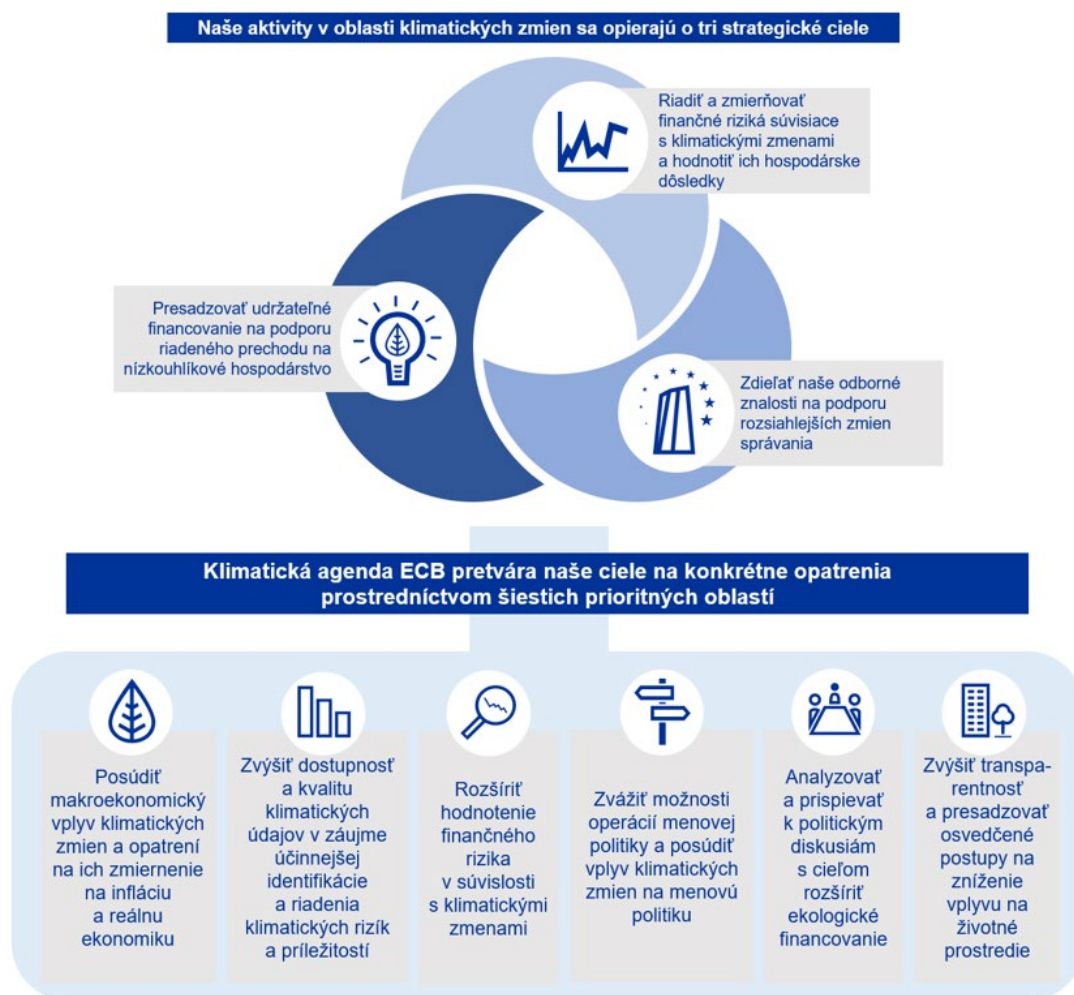 Naše aktivity v oblasti klimatických zmien sa opierajú o tri strategické ciele
Riadiť a zmierňovať
finančné riziká súvisiace
s klimatickými zmenami
a hodnotiť ich hospodárske
dôsledky
Presadzovať udržateľné
financovanie na podporu
riadeného prechodu na
nízkouhlíkové hospodárstvo
Zdieľať naše odborné
znalosti na podporu
rozsiahlejších zmien
správania
Klimatická agenda ECB pretvára naše ciele na konkrétne opatrenia
prostredníctvom šiestich prioritných oblastí
Posúdiť
makroekonomický
vplyv klimatických
zmien a opatrení
na ich zmiernenie
na infláciu
a reálnu
ekonomiku
Zvýšiť dostupnosť
a kvalitu
klimatických
údajov v záujme
účinnejšej
identifikácie
a riadenia
klimatických rizík
a príležitostí
Rozšíriť
hodnotenie
finančného
rizika
v súvislosti
s klimatickými
zmenami
Zvážiť možnosti
operácií menovej
politiky a posúdiť
vplyv klimatických
zmien na menovú
politiku
Analyzovať
a prispievať
k politickým
diskusiám
s cieľom
rozšíriť
ekologické
financovanie
Zvýšiť transpa-
rentnosť
a presadzovať
osvedčené
postupy na
zníženie
vplyvu na
životné
prostredie